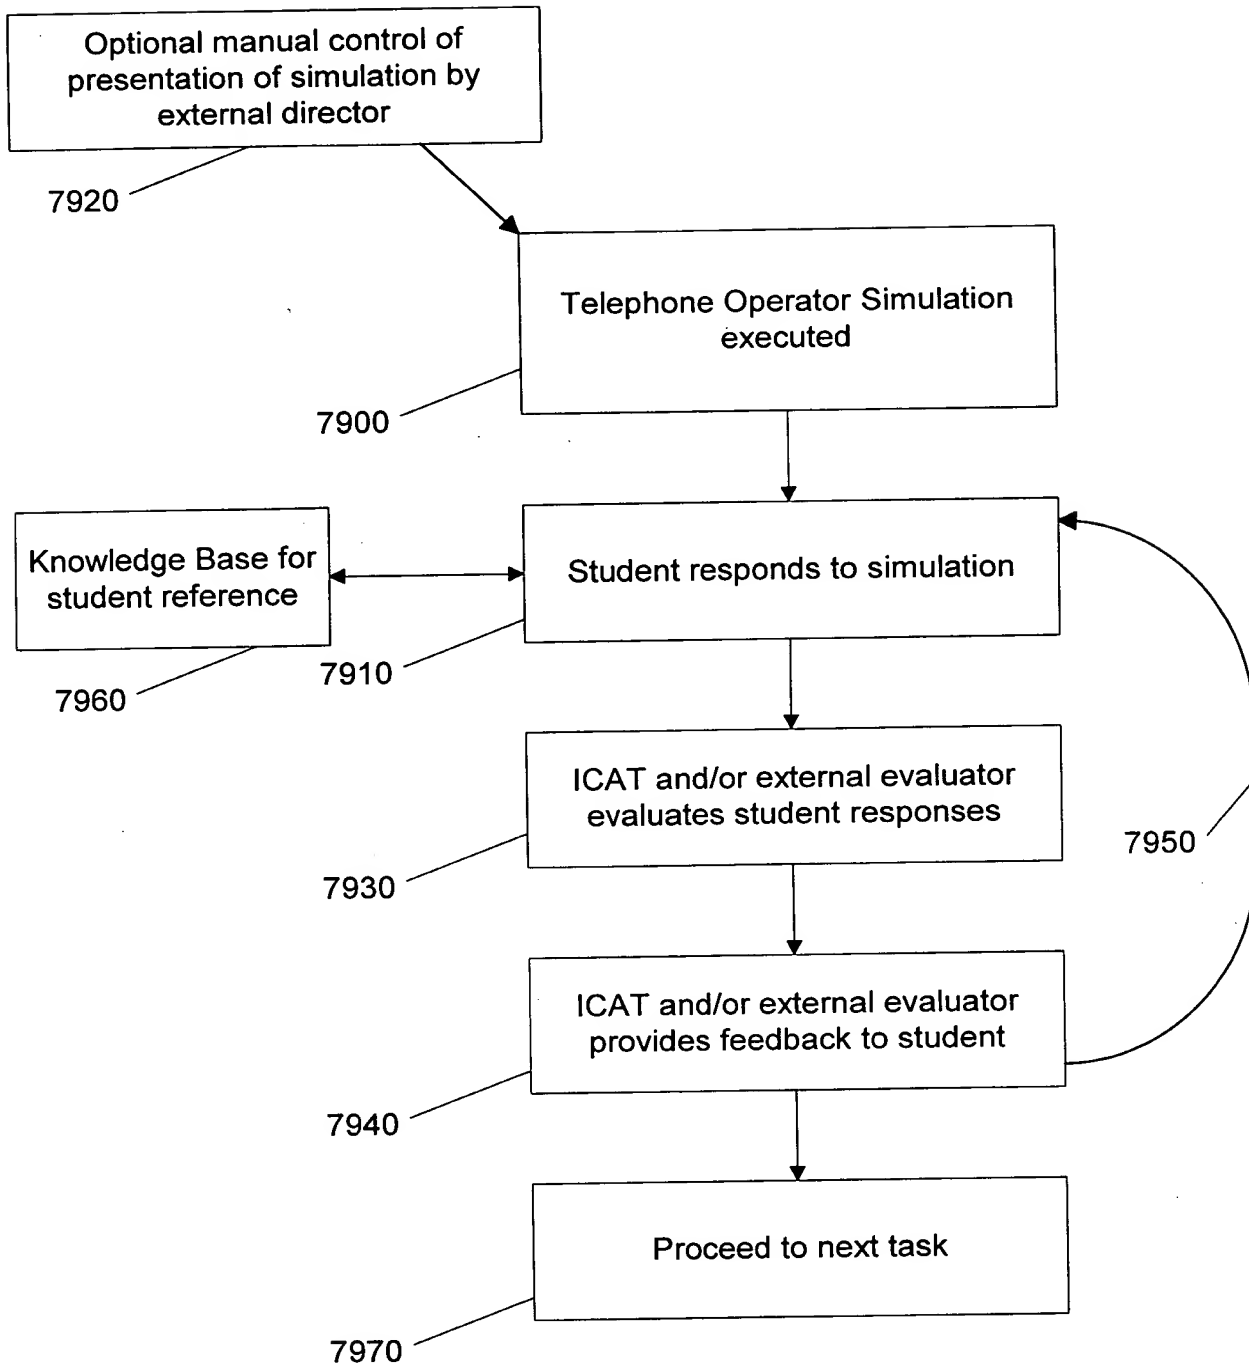 Optional manual control of
presentation of simulation by
external director
7920
Telephone Operator Simulation
executed
7900
Knowledge Base for
student reference
7960
Student responds to simulation
7910
ICAT and/or external evaluator
evaluates student responses
7930
7950
ICAT and/or external evaluator
provides feedback to student
7940
Proceed to next task
7970